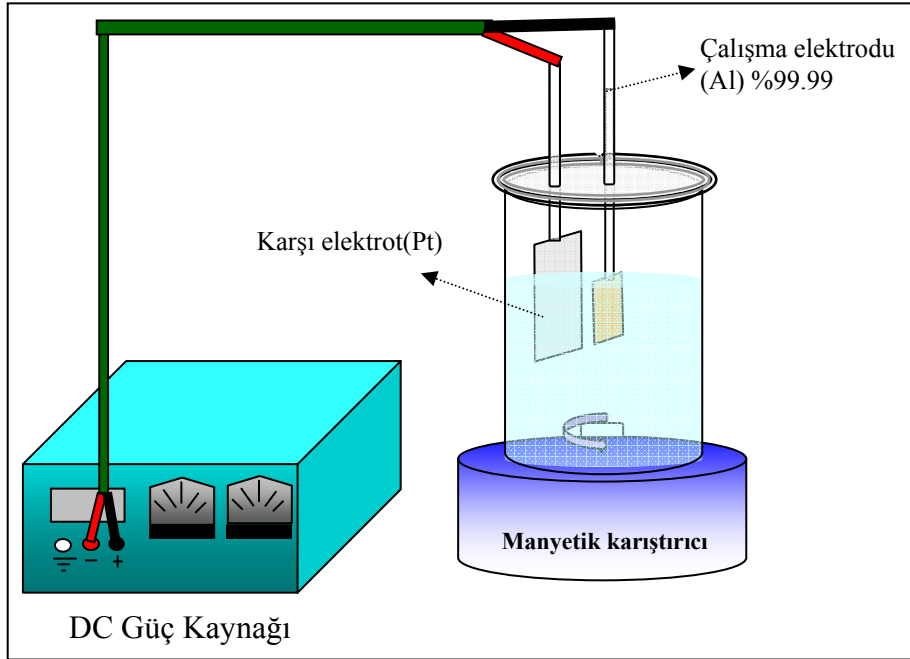 Çalışma elektrodu
(Al) %99.99
Karşı elektrot(Pt)
Manyetik karıştırıcı
− +
DC Güç Kaynağı